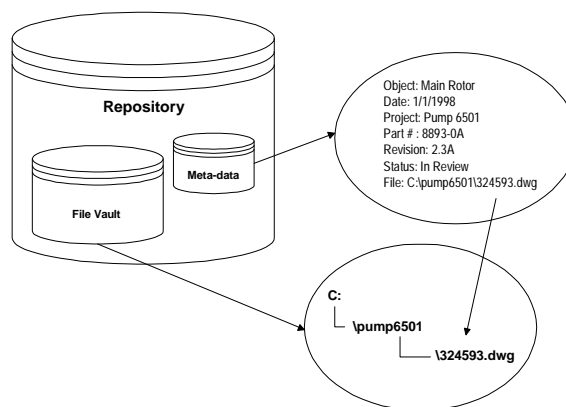 Repository
Meta-data
File Vault
Object: Main Rotor
Date: 1/1/1998
Project: Pump 6501
Part # : 8893-0A
Revision: 2.3A
Status: In Review
File: C:\pump6501\324593.dwg
C:
\pump6501
\324593.dwg